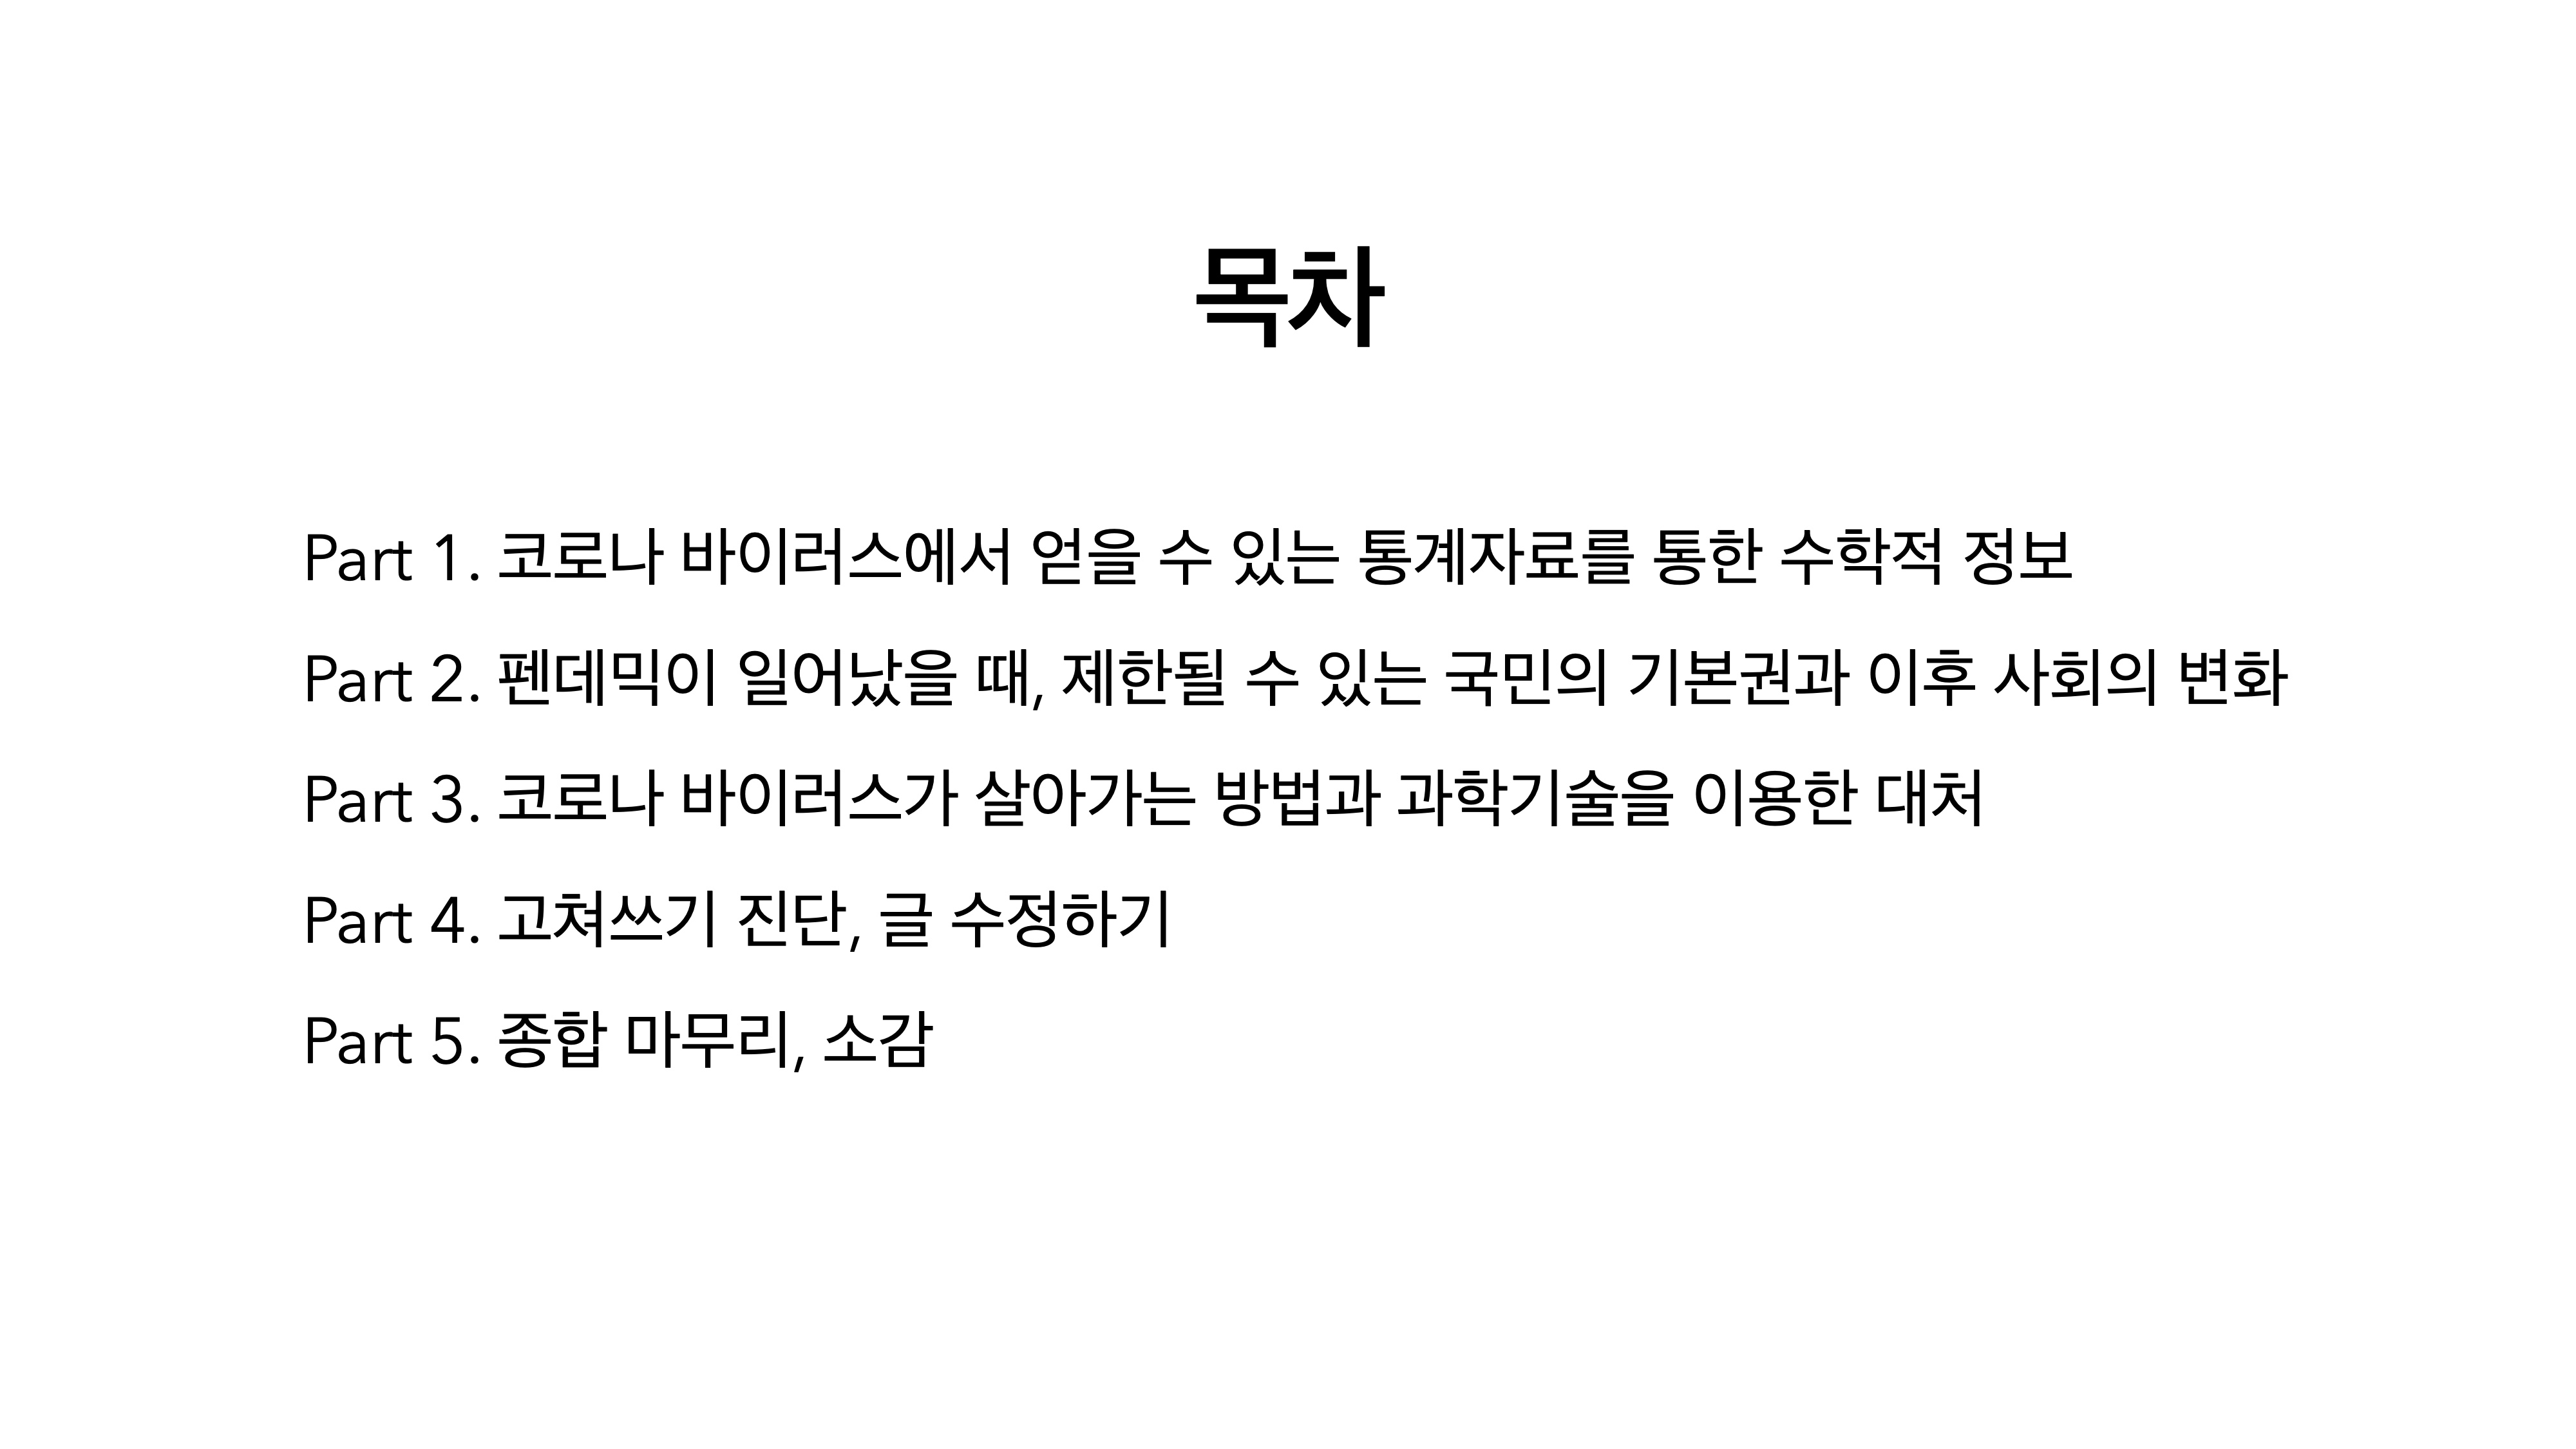 목차
Part 1. 코로나 바이러스에서 얻을 수 있는 통계자료를 통한 수학적 정보
Part 2. 펜데믹이 일어났을 때, 제한될 수 있는 국민의 기본권과 이후 사회의 변화
Part 3. 코로나 바이러스가 살아가는 방법과 과학기술을 이용한 대처
Part 4. 고쳐쓰기 진단, 글 수정하기
Part 5. 종합 마무리, 소감